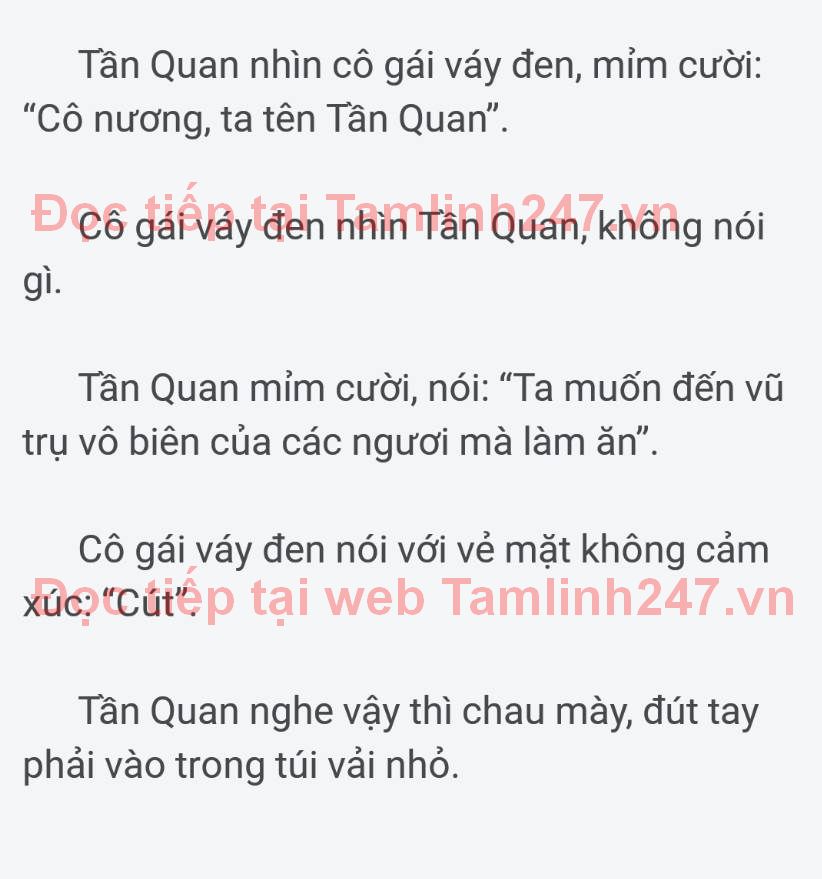 Tần Quan nhìn cô gái váy đen, mỉm cười:
“Cô nương, ta tên Tần Quan”.
Đọc tiếp tại Tamlinh247.vn
Cô gái váy đen nhìn Tần Quan, không nói
gì.
Tần Quan mỉm cười, nói: “Ta muốn đến vũ
trụ vô biên của các ngươi mà làm ăn”.
Cô gái váy đen nói với vẻ mặt không cảm
Đọc tiếp tại web Tamlinh247.vn
xúc: “Cút”.
Tần Quan nghe vậy thì chau mày, đút tay
phải vào trong túi vải nhỏ.